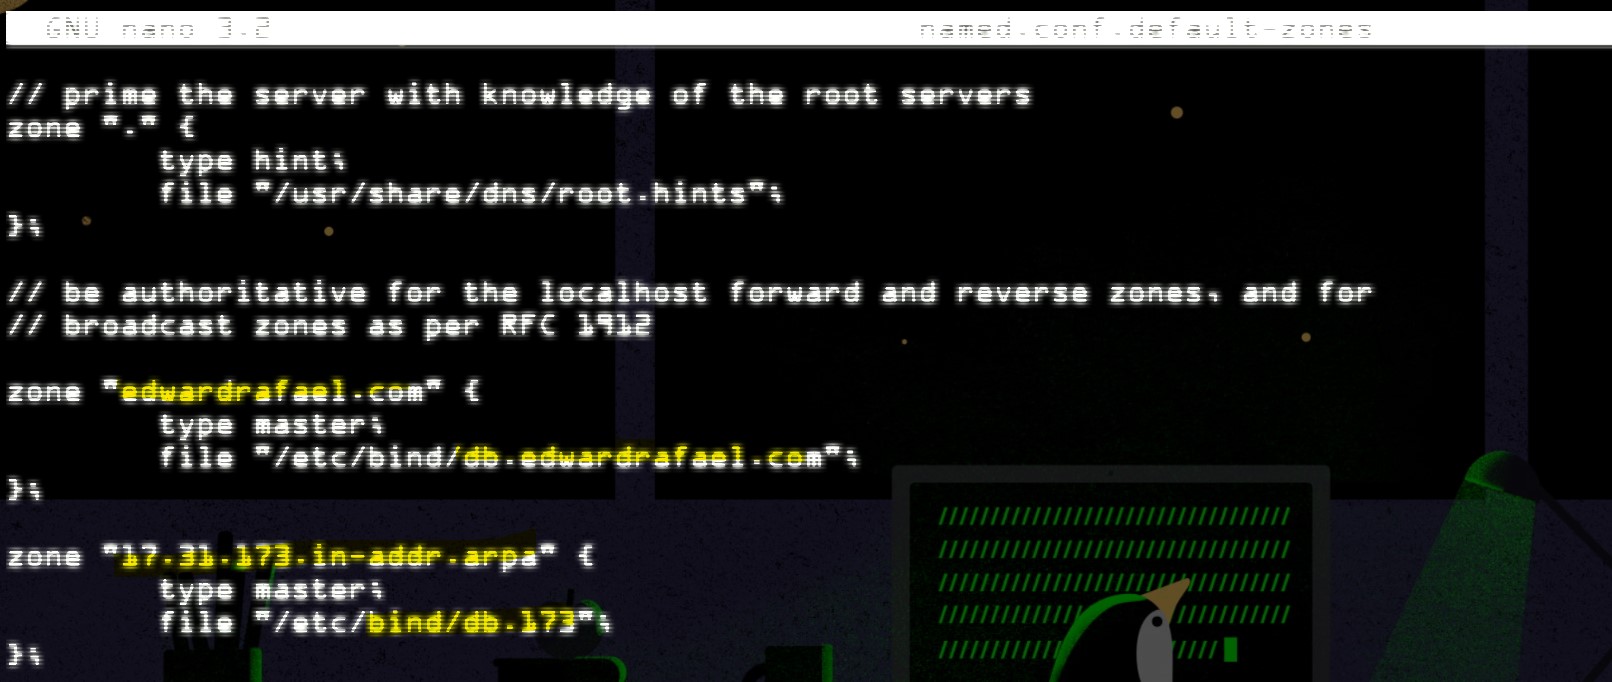 GNU nano 3.2 named.conf.default-zones
// prime the server with knowledge of the root servers
zone "." {
type hint;
file "/usr/share/dns/root.hints";
};
// be authoritative for the localhost forward and reverse zones, and for
// broadcast zones as per RFC 1912
zone "edwardrafael.com" {
type master;
file "/etc/bind/db.edwardrafael.com";
};
zone "17.31.173.in-addr.arpa" {
type master;
file "/etc/bind/db.173";
};